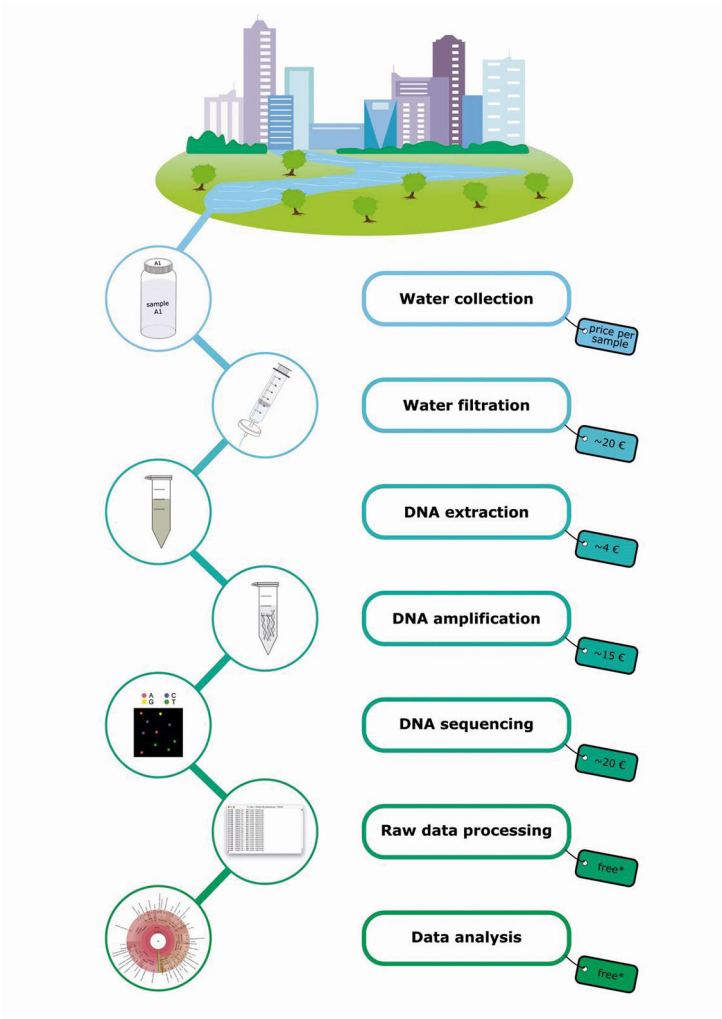 A1
sample
A1
Water collection
price per
sample
Water filtration
~20 €
DNA extraction
~4 €
DNA amplification
~15 €
A C
G T
DNA sequencing
~20 €
Raw data processing
free*
Data analysis
free*